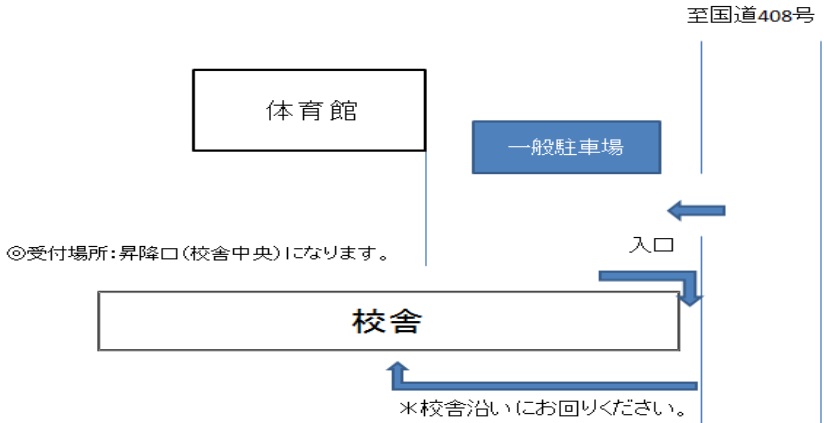 至国道408号
体育館
一般駐車場
入口
◎受付場所:昇降口(校舎中央)になります。
校舎
*校舎沿いにお回りください。